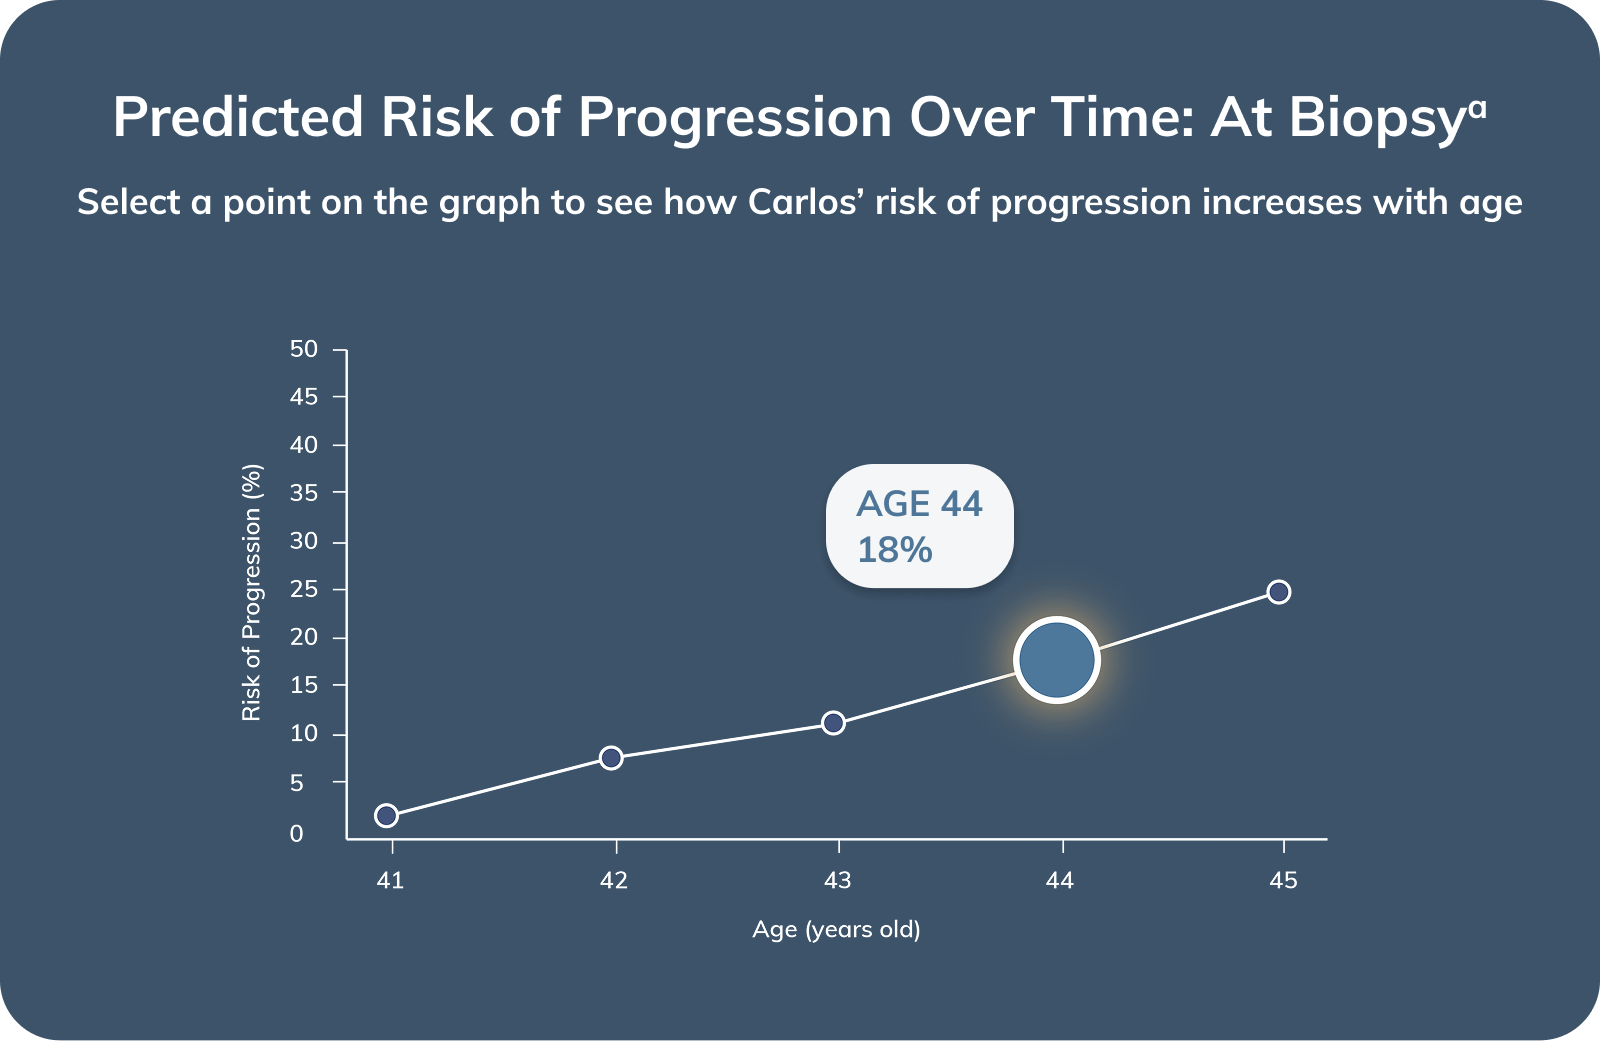 Predicted Risk of Progression Over Time: At Biopsyᵃ
Select a point on the graph to see how Carlos’ risk of progression increases with age
50
45
40
35
30
25
20
15
10
5
0
Risk of Progression (%)
AGE 44
18%
41 42 43 44 45
Age (years old)